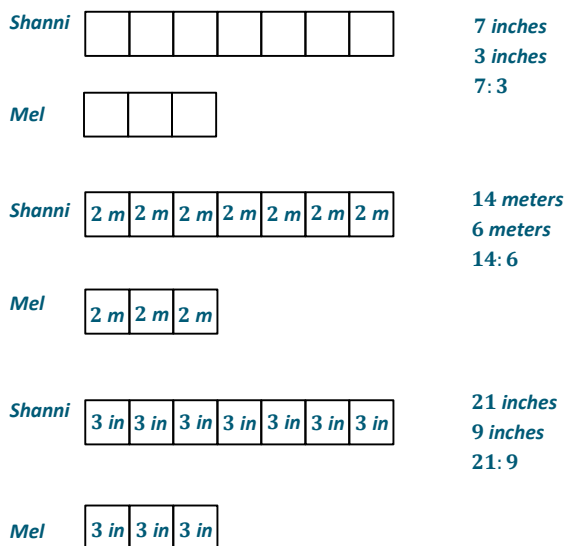 Shanni
7 inches
3 inches
7: 3
Mel
Shanni 2 m 2 m 2 m 2 m 2 m 2 m 2 m
14 meters
6 meters
14: 6
Mel 2 m 2 m 2 m
Shanni 3 in 3 in 3 in 3 in 3 in 3 in 3 in
21 inches
9 inches
21: 9
Mel 3 in 3 in 3 in